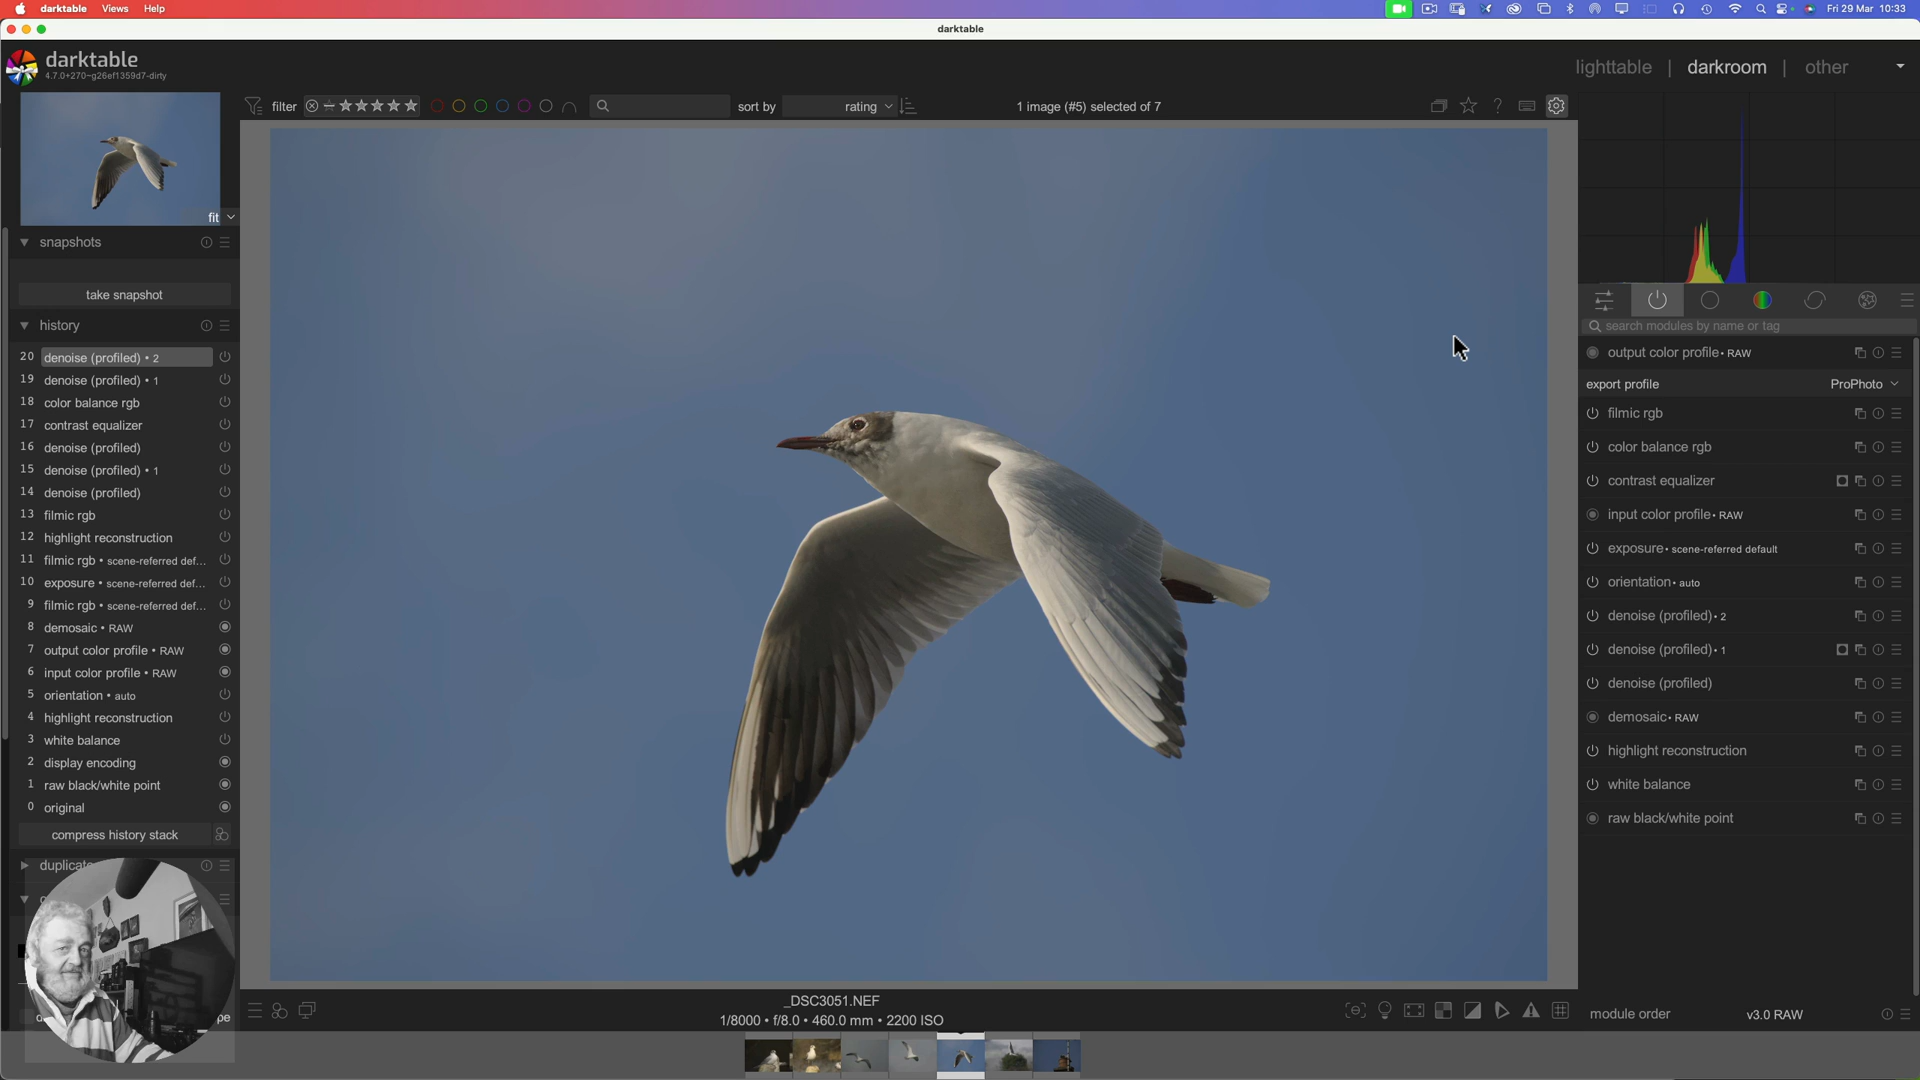 darktable Views Help
Fri 29 Mar 10:33
darktable
darktable
4.7.0+270~g26ef1359d7-dirty
lighttable | darkroom | other
filter
sort by rating
1 image (#5) selected of 7
?
fit
snapshots
take snapshot
history
20 denoise (profiled) • 2
19 denoise (profiled) • 1
18 color balance rgb
17 contrast equalizer
16 denoise (profiled)
15 denoise (profiled) • 1
14 denoise (profiled)
13 filmic rgb
12 highlight reconstruction
11 filmic rgb • scene-referred def...
10 exposure • scene-referred def...
9 filmic rgb • scene-referred def...
8 demosaic • RAW
7 output color profile • RAW
6 input color profile • RAW
5 orientation • auto
4 highlight reconstruction
3 white balance
2 display encoding
1 raw black/white point
0 original
compress history stack
duplicate
search modules by name or tag
output color profile • RAW
export profile ProPhoto
filmic rgb
color balance rgb
contrast equalizer
input color profile • RAW
exposure • scene-referred default
orientation • auto
denoise (profiled) • 2
denoise (profiled) • 1
denoise (profiled)
demosaic • RAW
highlight reconstruction
white balance
raw black/white point
module order v3.0 RAW
_DSC3051.NEF
1/8000 • f/8.0 • 460.0 mm • 2200 ISO